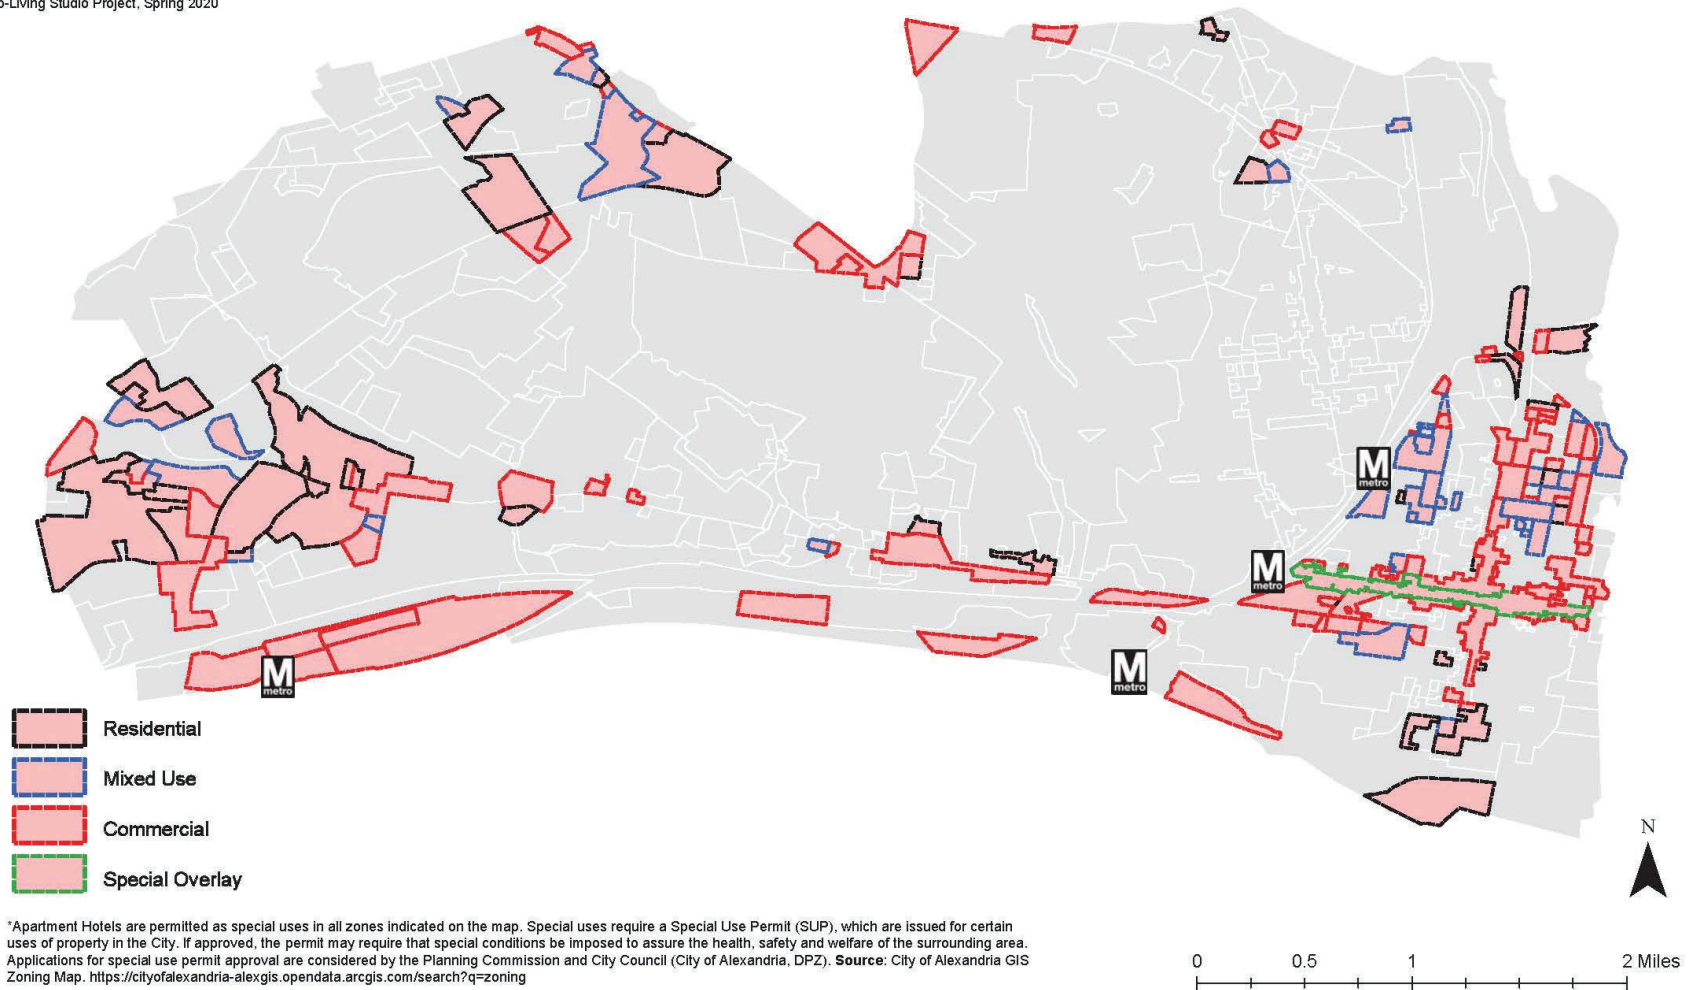 o-Living Studio Project, Spring 2020
M
metro
M
metro
M
metro
M
metro
Residential
Mixed Use
Commercial
Special Overlay
N
*Apartment Hotels are permitted as special uses in all zones indicated on the map. Special uses require a Special Use Permit (SUP), which are issued for certain
uses of property in the City. If approved, the permit may require that special conditions be imposed to assure the health, safety and welfare of the surrounding area.
Applications for special use permit approval are considered by the Planning Commission and City Council (City of Alexandria, DPZ). Source: City of Alexandria GIS
Zoning Map. https://cityofalexandria-alexgis.opendata.arcgis.com/search?q=zoning
0 0.5 1 2 Miles